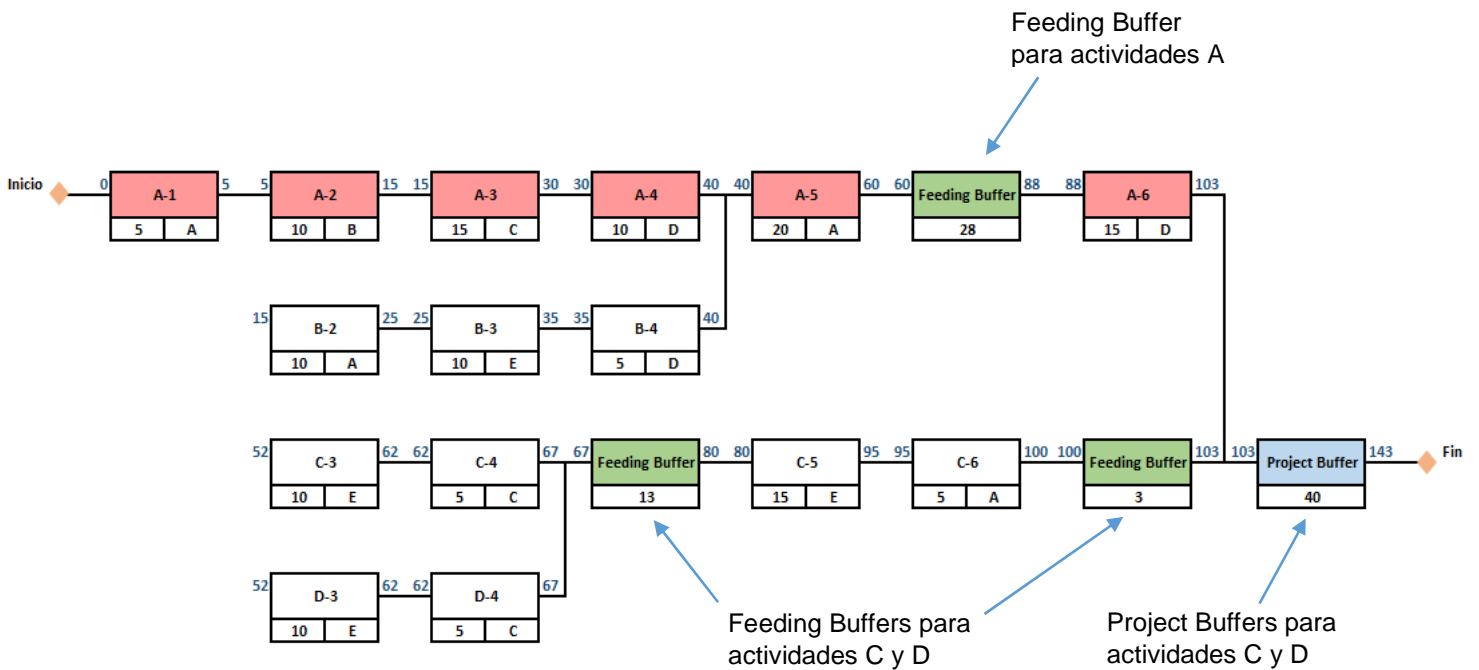 Feeding Buffer
para actividades A
Inicio
0 A-1 5 5 A-2 15 15 A-3 30 30 A-4 40 40 A-5 60 60 Feeding Buffer 88 88 A-6 103
5 A 10 B 15 C 10 D 20 A 28 15 D
15 B-2 25 25 B-3 35 35 B-4 40
10 A 10 E 5 D
52 C-3 62 62 C-4 67 67 Feeding Buffer 80 80 C-5 95 95 C-6 100 100 Feeding Buffer 103 103 Project Buffer 143 Fin
10 E 5 C 13 15 E 5 A 3 40
52 D-3 62 62 D-4 67
10 E 5 C
Feeding Buffers para
actividades C y D
Project Buffers para
actividades C y D